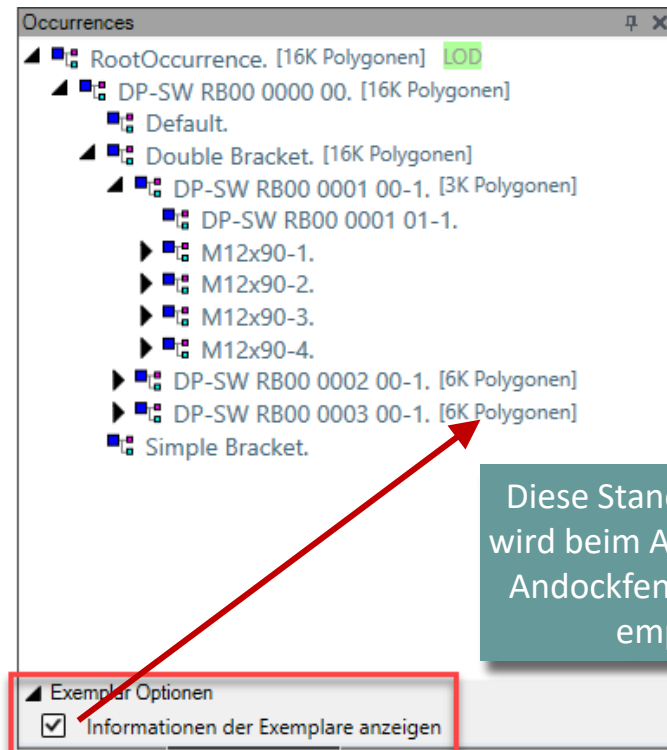 Occurrences
RootOccurrence. [16K Polygonen] LOD
DP-SW RB00 0000 00. [16K Polygonen]
Default.
Double Bracket. [16K Polygonen]
DP-SW RB00 0001 00-1. [3K Polygonen]
DP-SW RB00 0001 01-1.
M12x90-1.
M12x90-2.
M12x90-3.
M12x90-4.
DP-SW RB00 0002 00-1. [6K Polygonen]
DP-SW RB00 0003 00-1. [6K Polygonen]
Simple Bracket.
Diese
wird beim
Exemplar Optionen
Informationen der Exemplare anzeigen